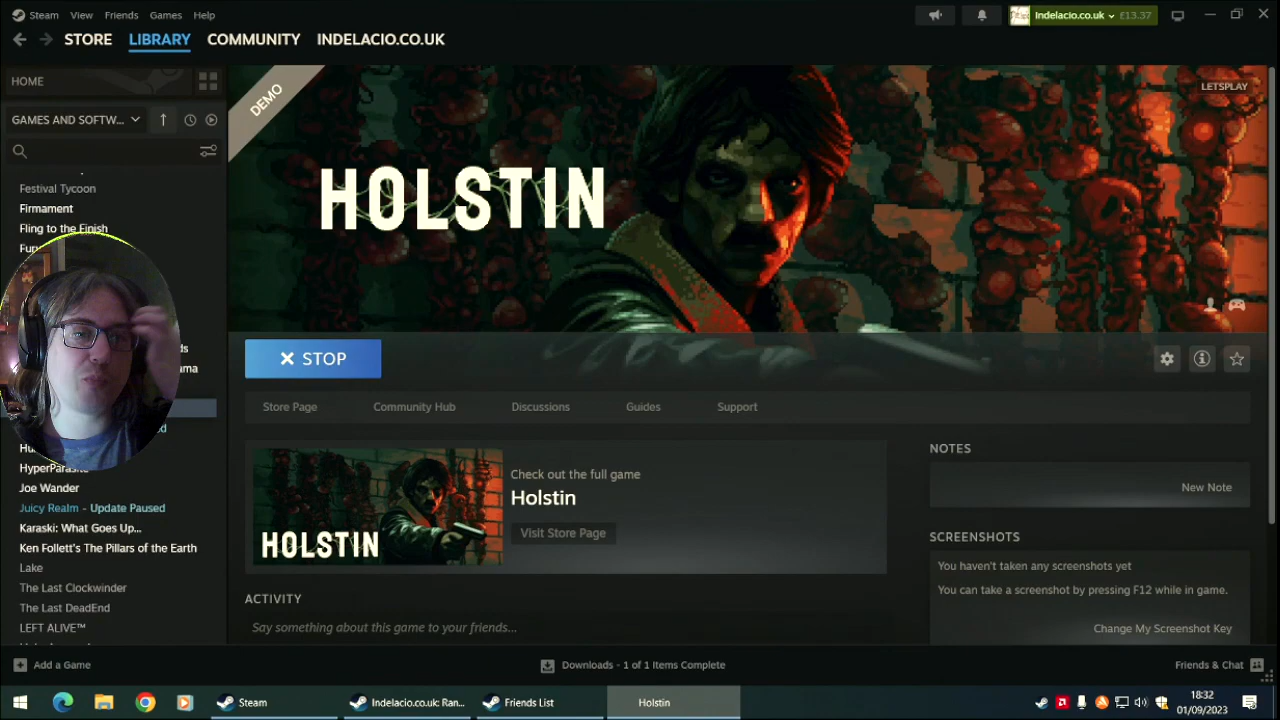 Steam View Friends Games Help
Indelacio.co.uk £13.37
STORE LIBRARY COMMUNITY INDELACIO.CO.UK
HOME
DEMO
LETSPLAY
GAMES AND SOFTW...
HOLSTIN
Festival Tycoon
Firmament
Fling to the Finish
STOP
Store Page Community Hub Discussions Guides Support
HyperParasite
Joe Wander
Juicy Realm - Update Paused
Karaski: What Goes Up...
Ken Follett's The Pillars of the Earth
Lake
The Last Clockwinder
The Last DeadEnd
LEFT ALIVE™
HOLSTIN
Check out the full game
Holstin
Visit Store Page
ACTIVITY
Say something about this game to your friends...
NOTES
New Note
SCREENSHOTS
You haven't taken any screenshots yet
You can take a screenshot by pressing F12 while in game.
Change My Screenshot Key
Add a Game
Downloads - 1 of 1 Items Complete
Friends & Chat
Steam
Indelacio.co.uk: Ran...
Friends List
Holstin
18:32
01/09/2023